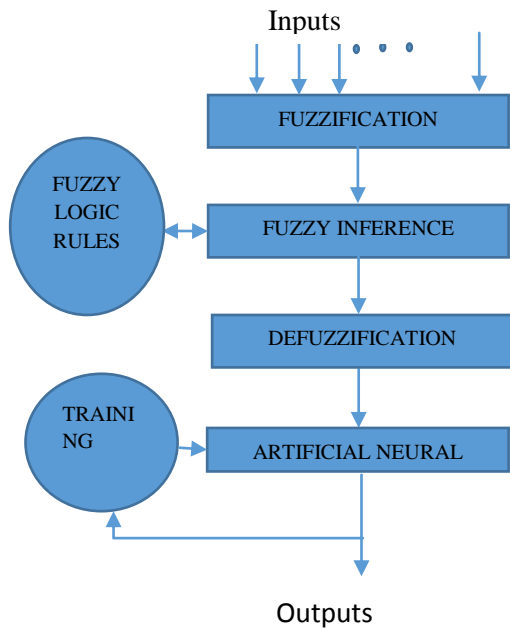 Inputs
FUZZIFICATION
FUZZY
LOGIC
RULES
FUZZY INFERENCE
DEFUZZIFICATION
TRAINI
NG
ARTIFICIAL NEURAL
Outputs